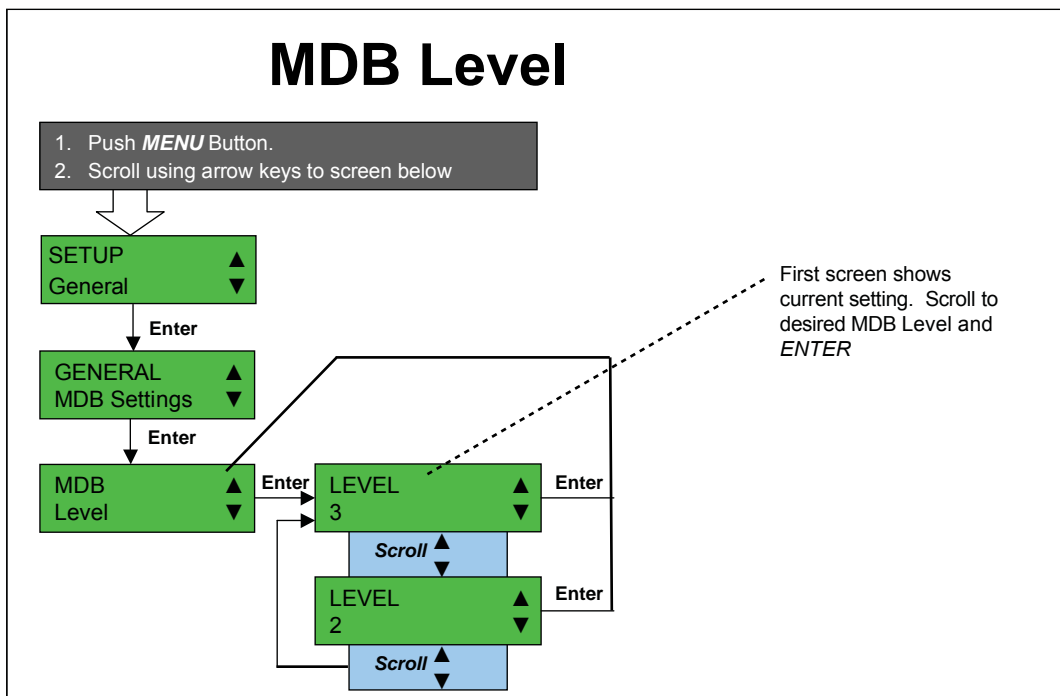 MDB Level
1. Push MENU Button.
2. Scroll using arrow keys to screen below
SETUP ▲
General ▼
Enter
GENERAL ▲
MDB Settings ▼
Enter
MDB ▲
Level ▼
Enter
LEVEL ▲
3 ▼
Enter
Scroll ▲
▼
LEVEL ▲
2 ▼
Enter
Scroll ▲
▼
First screen shows
current setting. Scroll to
desired MDB Level and
ENTER